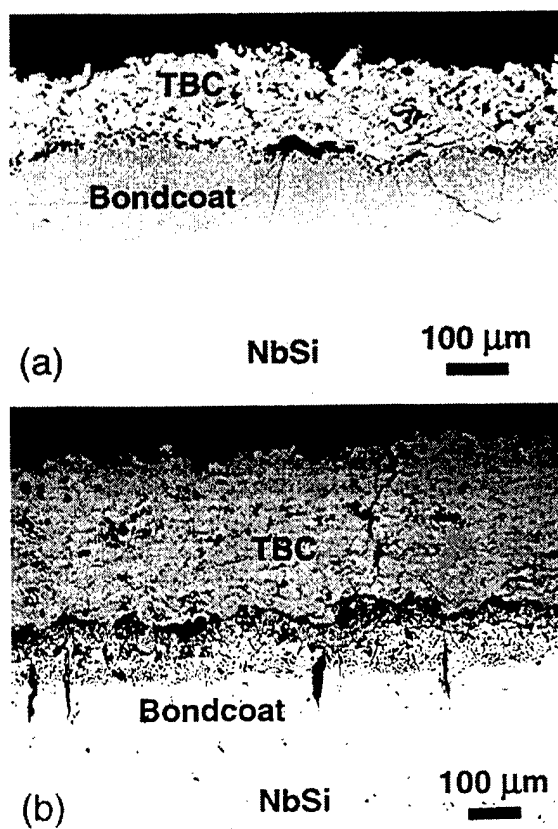 TBC
Bondcoat
NbSi
100 μm
(a)
TBC
Bondcoat
NbSi
100 μm
(b)